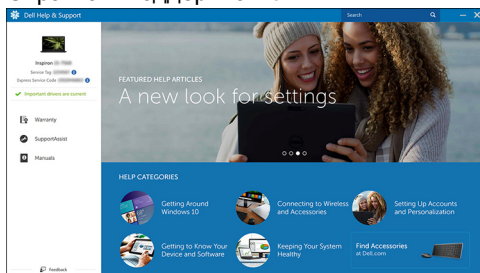 Dell Help & Support
Search
Inspiron
Service Tag
Express Service Code
Important drivers are current
Warranty
SupportAssist
Manuals
Feedback
FEATURED HELP ARTICLES
A new look for settings
HELP CATEGORIES
Getting Around
Windows 10
Connecting to Wireless
and Accessories
Setting Up Accounts
and Personalization
Getting to Know Your
Device and Software
Keeping Your System
Healthy
Find Accessories
at Dell.com